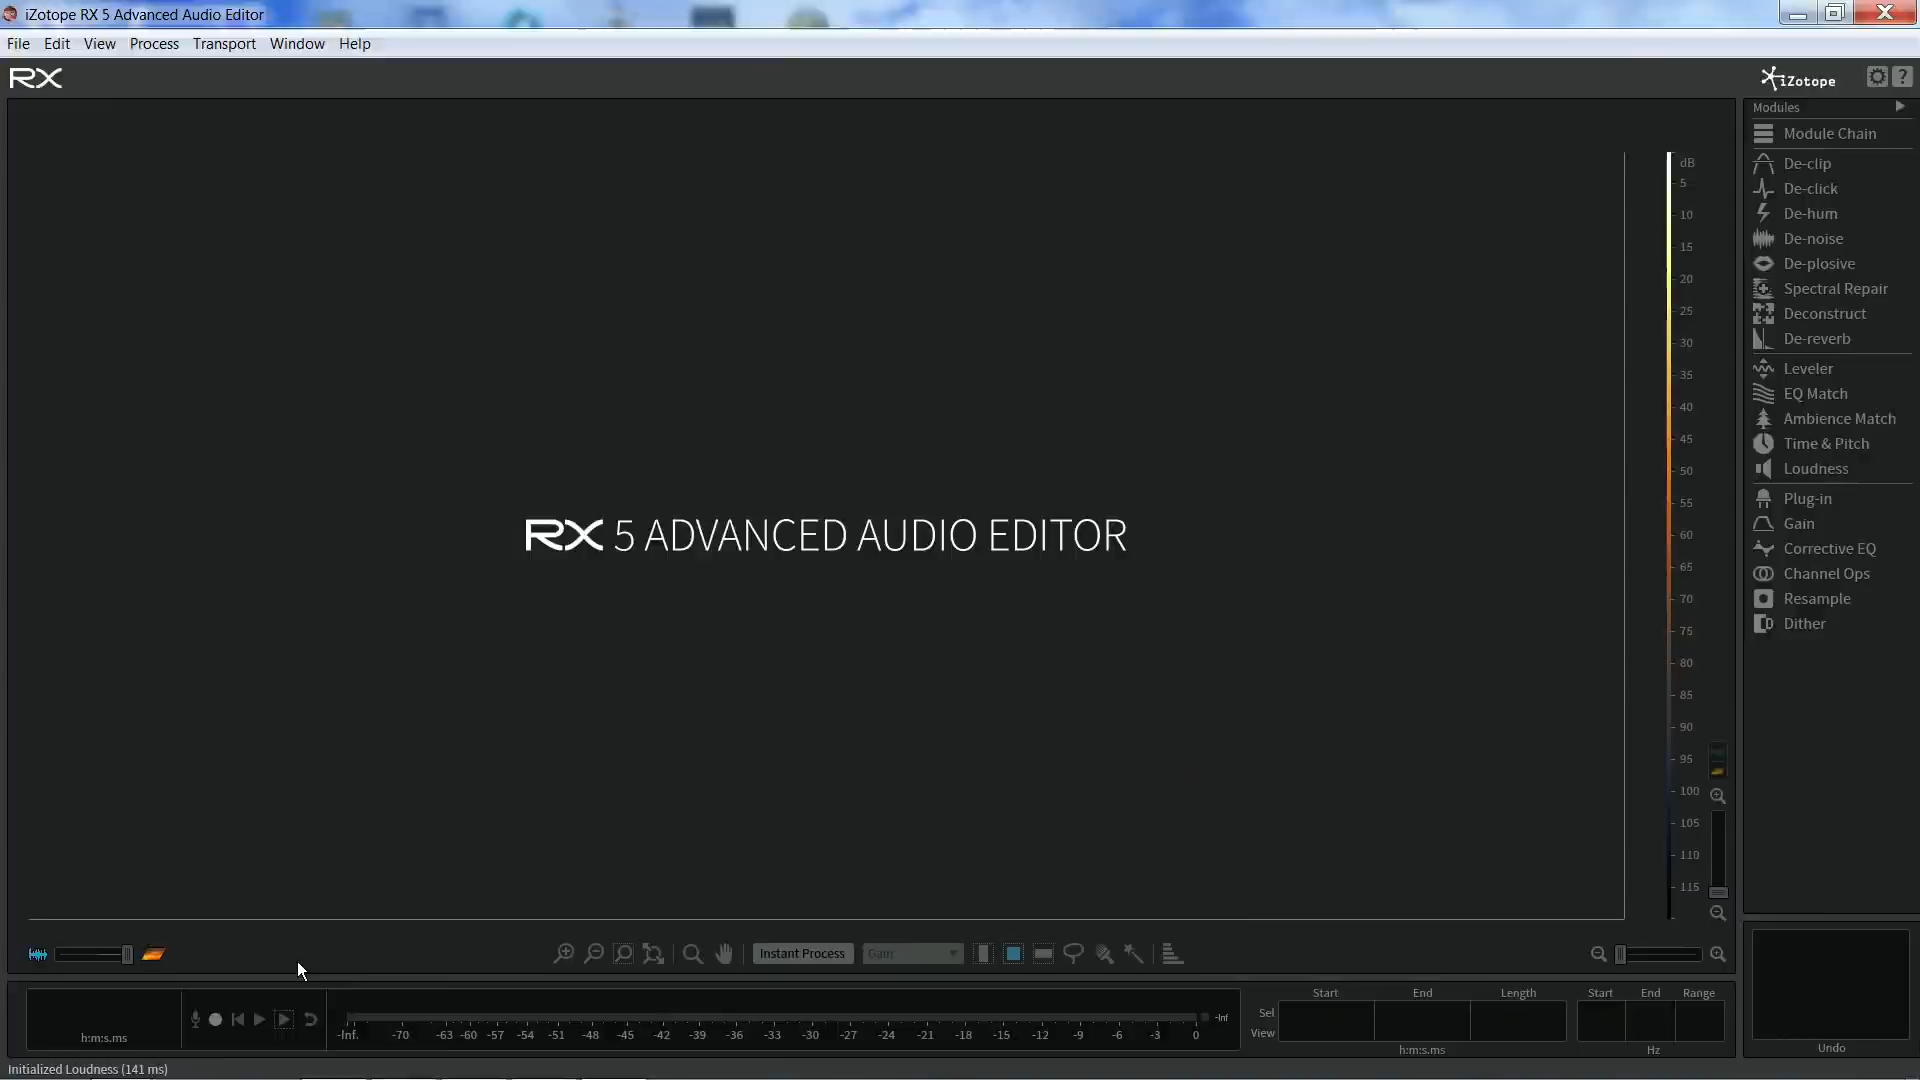 iZotope RX 5 Advanced Audio Editor
File Edit View Process Transport Window Help
RX
iZotope
?
Modules
Module Chain
De-clip
De-click
De-hum
De-noise
De-plosive
Spectral Repair
Deconstruct
De-reverb
Leveler
EQ Match
Ambience Match
Time & Pitch
Loudness
Plug-in
Gain
Corrective EQ
Channel Ops
Resample
Dither
dB
5
10
15
20
25
30
35
40
45
50
55
60
65
70
75
80
85
90
95
100
105
110
115
RX 5 ADVANCED AUDIO EDITOR
Instant Process
Gain
h:m:s.ms
-Inf. -70 -63 -60 -57 -54 -51 -48 -45 -42 -39 -36 -33 -30 -27 -24 -21 -18 -15 -12 -9 -6 -3 0
-Inf
Start End Length
Sel
View
h:m:s.ms
Start End Range
Hz
Undo
Initialized Loudness (141 ms)